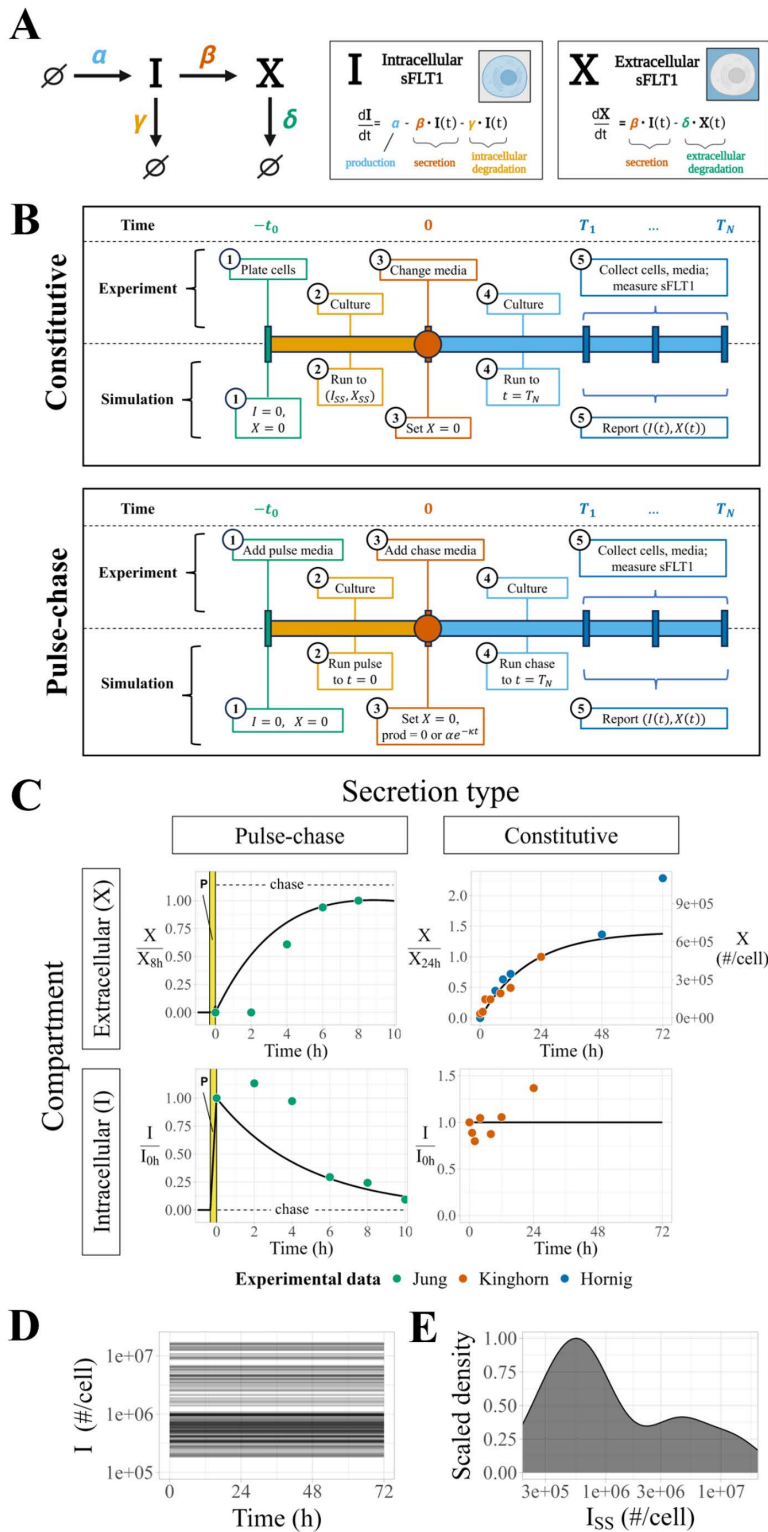 A
∅ α I β X
γ δ
∅ ∅
I Intracellular sFLT1
dI/dt = α - β · I(t) - γ · I(t)
production secretion intracellular degradation
X Extracellular sFLT1
dX/dt = β · I(t) - δ · X(t)
secretion extracellular degradation
B
Constitutive
Time −t₀ 0 T₁ ... T_N
Experiment
1 Plate cells
2 Culture
3 Change media
4 Culture
5 Collect cells, media; measure sFLT1
Simulation
1 I = 0, X = 0
2 Run to (I_SS, X_SS)
3 Set X = 0
4 Run to t = T_N
5 Report (I(t), X(t))
Pulse-chase
Time −t₀ 0 T₁ ... T_N
Experiment
1 Add pulse media
2 Culture
3 Add chase media
4 Culture
5 Collect cells, media; measure sFLT1
Simulation
1 I = 0, X = 0
2 Run pulse to t = 0
3 Set X = 0, prod = 0 or αe^−κt
4 Run chase to t = T_N
5 Report (I(t), X(t))
C
Secretion type
Pulse-chase Constitutive
Compartment
Extracellular (X)
X/X8h
1.00
0.75
0.50
0.25
0.00
P chase
0 2 4 6 8 10
Time (h)
X/X24h
2.0
1.5
1.0
0.5
0.0
X (#/cell)
9e+05
6e+05
3e+05
0e+00
0 24 48 72
Time (h)
Intracellular (I)
I/I0h
1.00
0.75
0.50
0.25
0.00
P
chase
0 2 4 6 8 10
Time (h)
I/I0h
1.5
1.0
0.5
0.0
0 24 48 72
Time (h)
Experimental data Jung Kinghorn Hornig
D
I (#/cell)
1e+07
1e+06
1e+05
0 24 48 72
Time (h)
E
Scaled density
1.00
0.75
0.50
0.25
0.00
3e+05 1e+06 3e+06 1e+07
I_SS (#/cell)